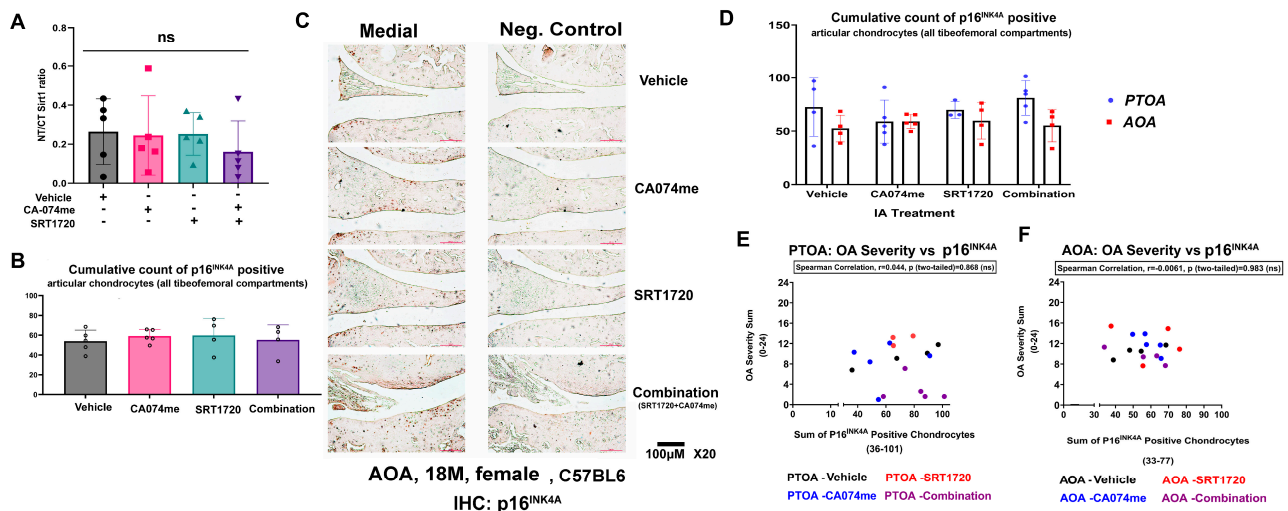 A
ns
NT/CT Sirt1 ratio
0.8
0.6
0.4
0.2
0.0
Vehicle + - - -
CA-074me - + - +
SRT1720 - - + +
B
Cumulative count of p16INK4A positive
articular chondrocytes (all tibeofemoral compartments)
100
80
60
40
20
0
Vehicle CA074me SRT1720 Combination
C
Medial Neg. Control
Vehicle
CA074me
SRT1720
Combination
(SRT1720+CA074me)
100µM X20
AOA, 18M, female , C57BL6
IHC: p16INK4A
D
Cumulative count of p16INK4A positive
articular chondrocytes (all tibeofemoral compartments)
150
100
50
0
Vehicle CA074me SRT1720 Combination
IA Treatment
PTOA
AOA
E
PTOA: OA Severity vs p16INK4A
Spearman Correlation, r=0.044, p (two-tailed)=0.868 (ns)
OA Severity Sum
(0-24)
24
20
16
12
8
4
0
0 10 40 60 80 100
Sum of P16INK4A Positive Chondrocytes
(36-101)
PTOA -Vehicle PTOA -SRT1720
PTOA -CA074me PTOA -Combination
F
AOA: OA Severity vs p16INK4A
Spearman Correlation, r=-0.0061, p (two-tailed)=0.983 (ns)
OA Severity Sum
(0-24)
24
20
16
12
8
4
0
0 30 40 50 60 70 80 90 100
Sum of P16INK4A Positive Chondrocytes
(33-77)
AOA -Vehicle AOA -SRT1720
AOA -CA074me AOA -Combination